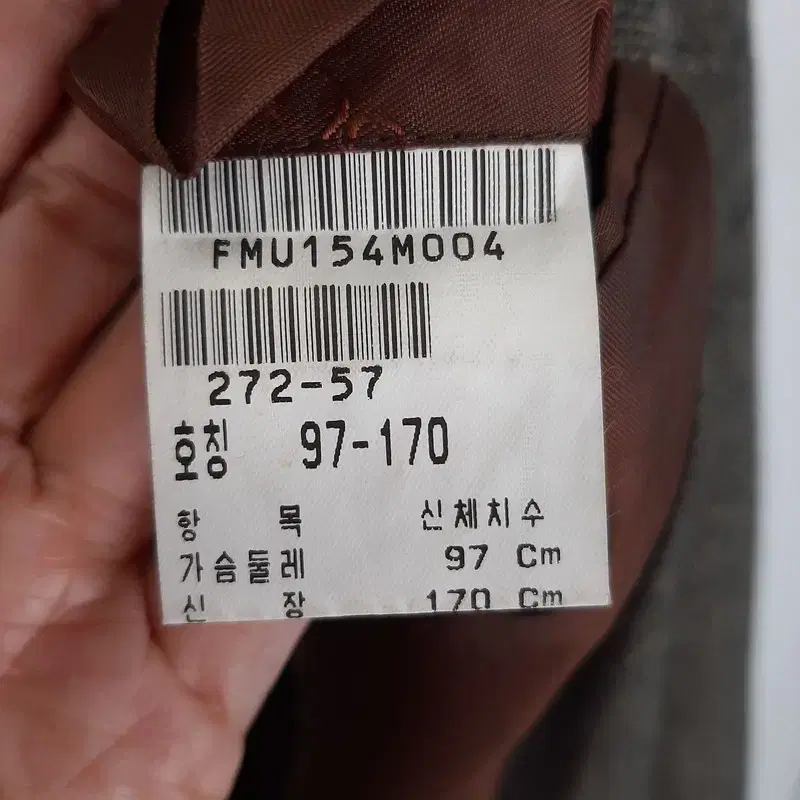 FMU154M004
272-57
호칭 97-170
항 목 신체치수
가슴둘레 97 Cm
신 장 170 Cm